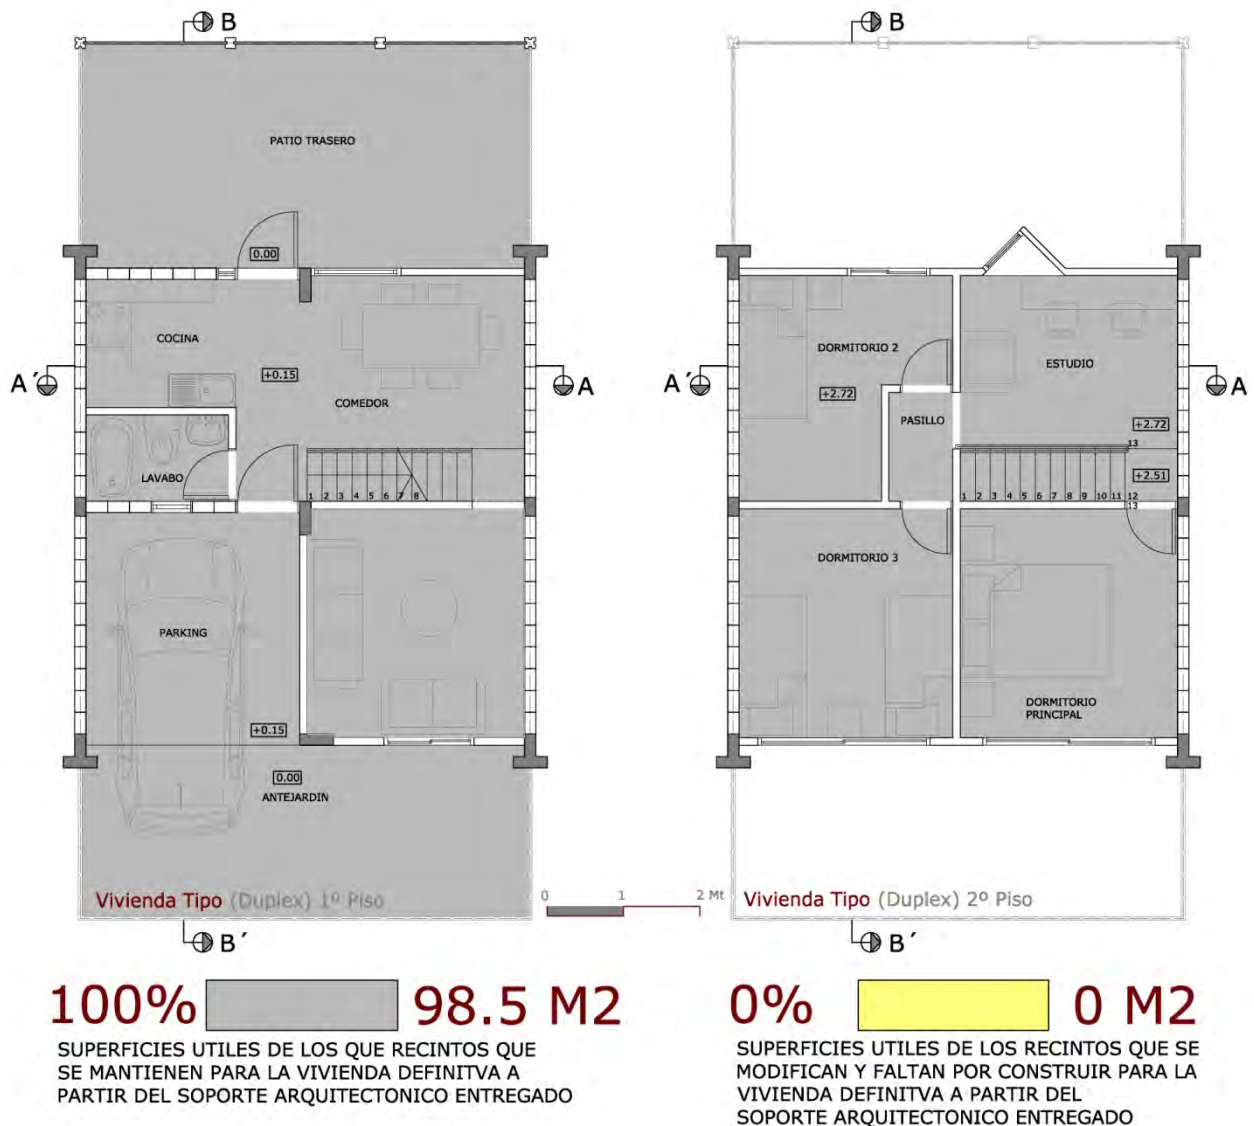 B
B
PATIO TRASERO
0.00
COCINA
+0.15
COMEDOR
A´
A
LAVABO
1 2 3 4 5 6 7 8
PARKING
+0.15
0.00
ANTEJARDIN
Vivienda Tipo (Duplex) 1º Piso
B´
DORMITORIO 2
+2.72
ESTUDIO
A´
A
PASILLO
+2.72
13
+2.51
1 2 3 4 5 6 7 8 9 10 11 12
13
DORMITORIO 3
DORMITORIO
PRINCIPAL
0 1 2 Mt
Vivienda Tipo (Duplex) 2º Piso
B´
100% 98.5 M2
SUPERFICIES UTILES DE LOS QUE RECINTOS QUE
SE MANTIENEN PARA LA VIVIENDA DEFINITVA A
PARTIR DEL SOPORTE ARQUITECTONICO ENTREGADO
0% 0 M2
SUPERFICIES UTILES DE LOS RECINTOS QUE SE
MODIFICAN Y FALTAN POR CONSTRUIR PARA LA
VIVIENDA DEFINITVA A PARTIR DEL
SOPORTE ARQUITECTONICO ENTREGADO